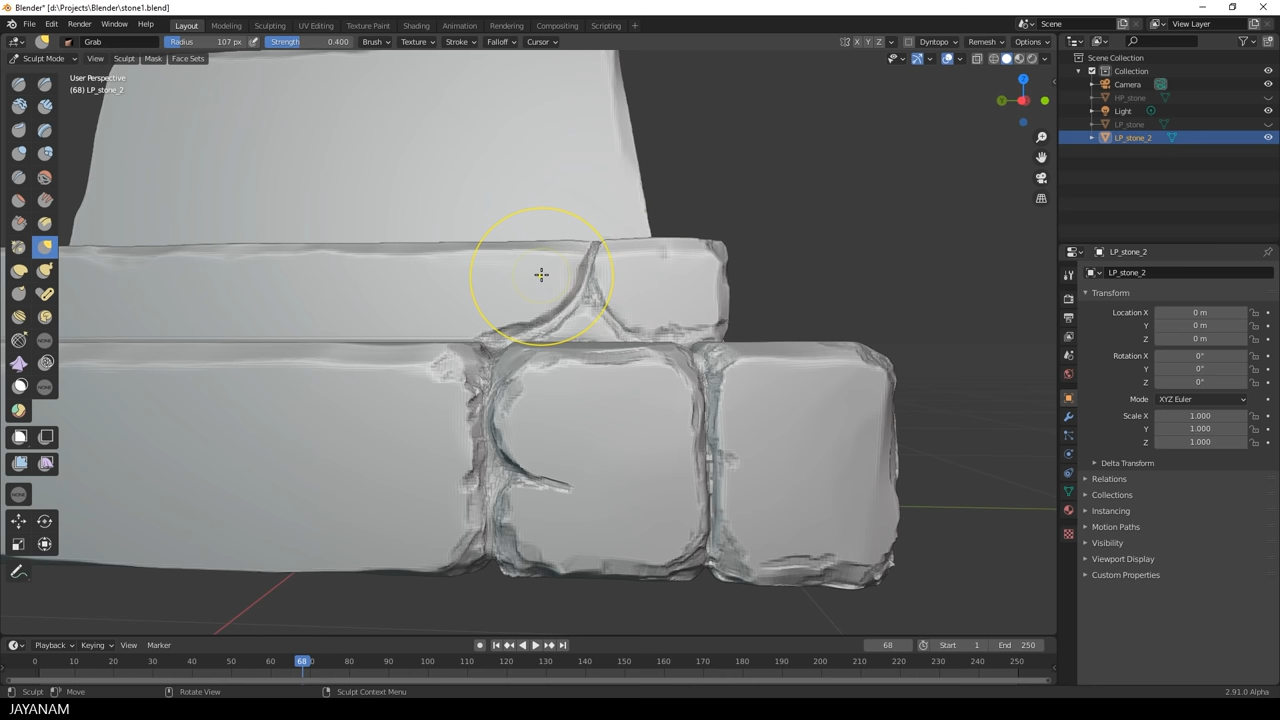 Blender* [d:\Projects\Blender\stone1.blend]
File Edit Render Window Help Layout Modeling Sculpting UV Editing Texture Paint Shading Animation Rendering Compositing Scripting Scene View Layer
Grab Radius 107 px Strength 0.400 Brush Texture Stroke Falloff Cursor X Y Z Dyntopo Remesh Options
Sculpt Mode View Sculpt Mask Face Sets
User Perspective
(68) LP_stone_2
Z
Y
NONE
NONE
NONE
Scene Collection
Collection
Camera
HP_stone
Light
LP_stone
LP_stone_2
LP_stone_2
LP_stone_2
Transform
Location X 0 m
Y 0 m
Z 0 m
Rotation X 0°
Y 0°
Z 0°
Mode XYZ Euler
Scale X 1.000
Y 1.000
Z 1.000
Delta Transform
Relations
Collections
Instancing
Motion Paths
Visibility
Viewport Display
Custom Properties
Playback Keying View Marker 68 Start 1 End 250
0 10 20 30 40 50 60 68 70 80 90 100 110 120 130 140 150 160 170 180 190 200 210 220 230 240 250
Sculpt Move Rotate View Sculpt Context Menu 2.91.0 Alpha
JAYANAM